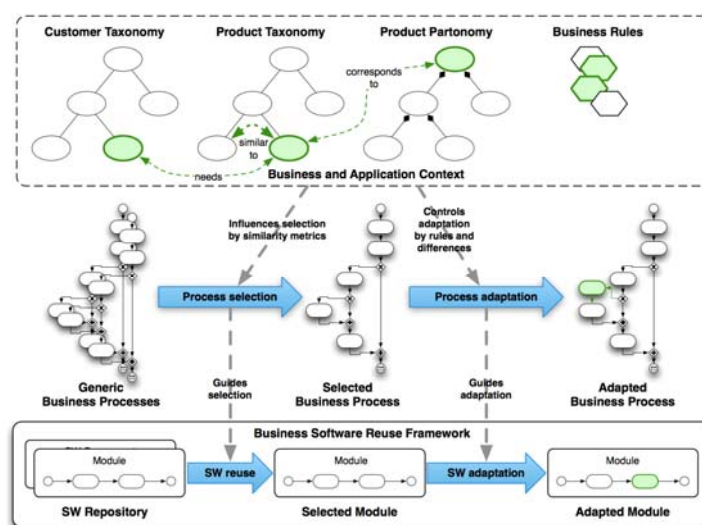 Customer Taxonomy
Product Taxonomy
Product Partonomy
Business Rules
corresponds
to
similar
to
needs
Business and Application Context
Influences selection
by similarity metrics
Controls
adaptation
by rules and
differences
Process selection
Process adaptation
Generic
Business Processes
Guides
selection
Selected
Business Process
Guides
adaptation
Adapted
Business Process
Business Software Reuse Framework
Module
SW reuse
Module
SW adaptation
Module
SW Repository
Selected Module
Adapted Module